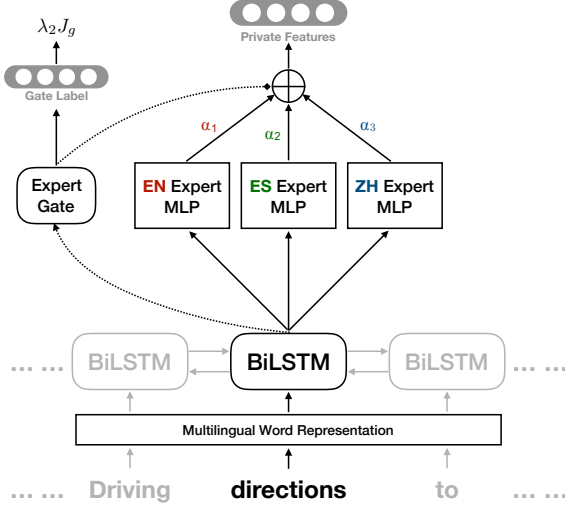 λ₂J_g
Private Features
Gate Label
α₁
α₂
α₃
Expert
Gate
EN Expert
MLP
ES Expert
MLP
ZH Expert
MLP
... ... BiLSTM BiLSTM BiLSTM ... ...
Multilingual Word Representation
... ... Driving directions to ... ...